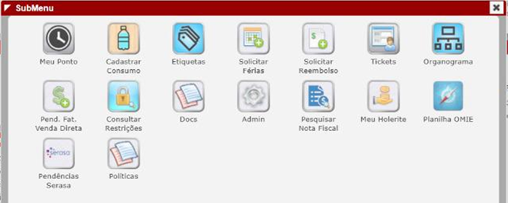 SubMenu
Meu Ponto
Cadastrar
Consumo
Etiquetas
Solicitar
Férias
Solicitar
Reembolso
Tickets
Organograma
Pend. Fat.
Venda Direta
Consultar
Restrições
Docs
Admin
Pesquisar
Nota Fiscal
Meu Holerite
Planilha OMIE
serasa
Pendências
Serasa
Políticas